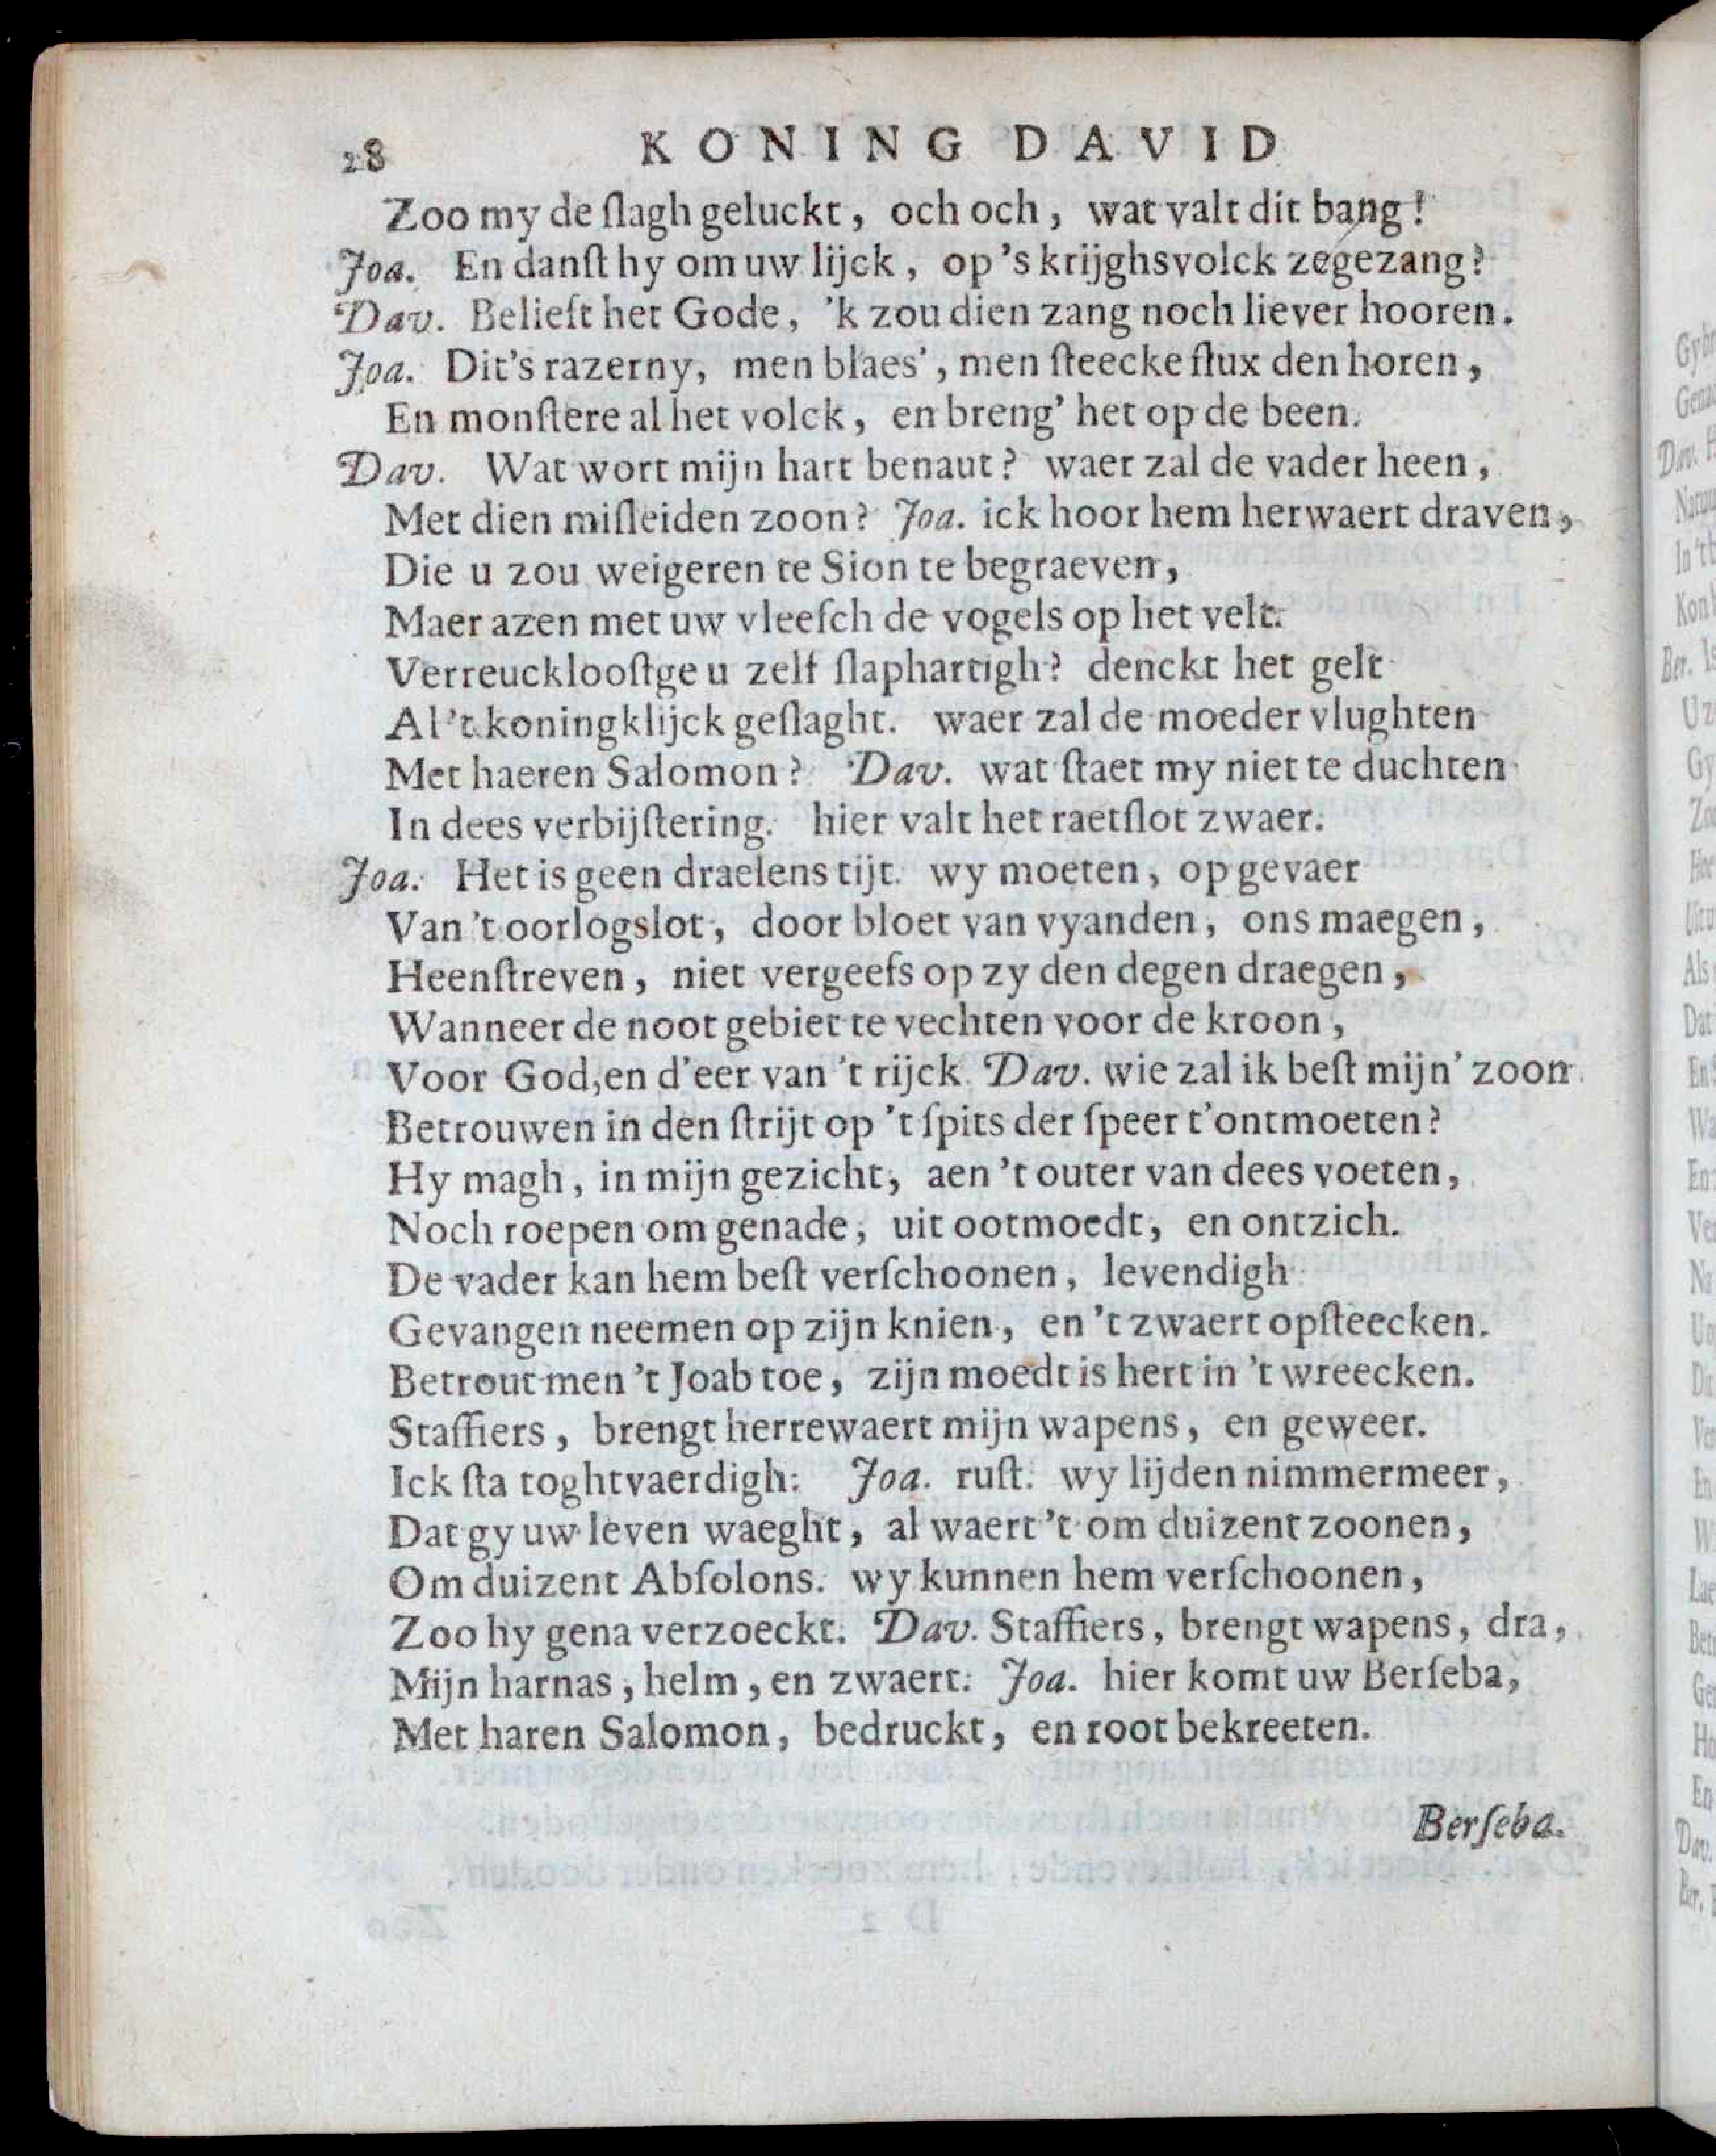 28 KONING DAVID
Zoo my de ſlagh geluckt, och och, wat valt dit bang!
Joa. En danſt hy om uw lijck, op 's krijghsvolck zegezang?
Dav. Belieft het Gode, 'k zou dien zang noch liever hooren.
Joa. Dit's razerny, men blaes', men ſteecke flux den horen,
En monſtere al het volck, en breng' het op de been.
Dav. Wat wort mijn hart benaut? waer zal de vader heen,
Met dien miſleiden zoon? Joa. ick hoor hem herwaert draven,
Die u zou weigeren te Sion te begraeven,
Maer azen met uw vleeſch de vogels op het velt.
Verreucklooſtge u zelf ſlaphartigh? denckt het gelt
Al 't koningklijck geſlaght. waer zal de moeder vlughten
Met haeren Salomon? Dav. wat ſtaet my niet te duchten
In dees verbijſtering. hier valt het raetſlot zwaer.
Joa. Het is geen draelens tijt. wy moeten, op gevaer
Van 't oorlogslot, door bloet van vyanden, ons maegen,
Heenſtreven, niet vergeefs op zy den degen draegen,
Wanneer de noot gebiet te vechten voor de kroon,
Voor God, en d'eer van 't rijck. Dav. wie zal ik beſt mijn' zoon
Betrouwen in den ſtrijt op 't ſpits der ſpeer t'ontmoeten?
Hy magh, in mijn gezicht, aen 't outer van dees voeten,
Noch roepen om genade, uit ootmoedt, en ontzich.
De vader kan hem beſt verſchoonen, levendigh
Gevangen neemen op zijn knien, en 't zwaert opſteecken.
Betrout men 't Joab toe, zijn moedt is hert in 't wreecken.
Staffiers, brengt herrewaert mijn wapens, en geweer.
Ick ſta toghtvaerdigh. Joa. ruſt. wy lijden nimmermeer,
Dat gy uw leven waeght, al waert 't om duizent zoonen,
Om duizent Abſolons. wy kunnen hem verſchoonen,
Zoo hy gena verzoeckt. Dav. Staffiers, brengt wapens, dra,
Mijn harnas, helm, en zwaert. Joa. hier komt uw Berſeba,
Met haren Salomon, bedruckt, en root bekreeten.
Berſeba.